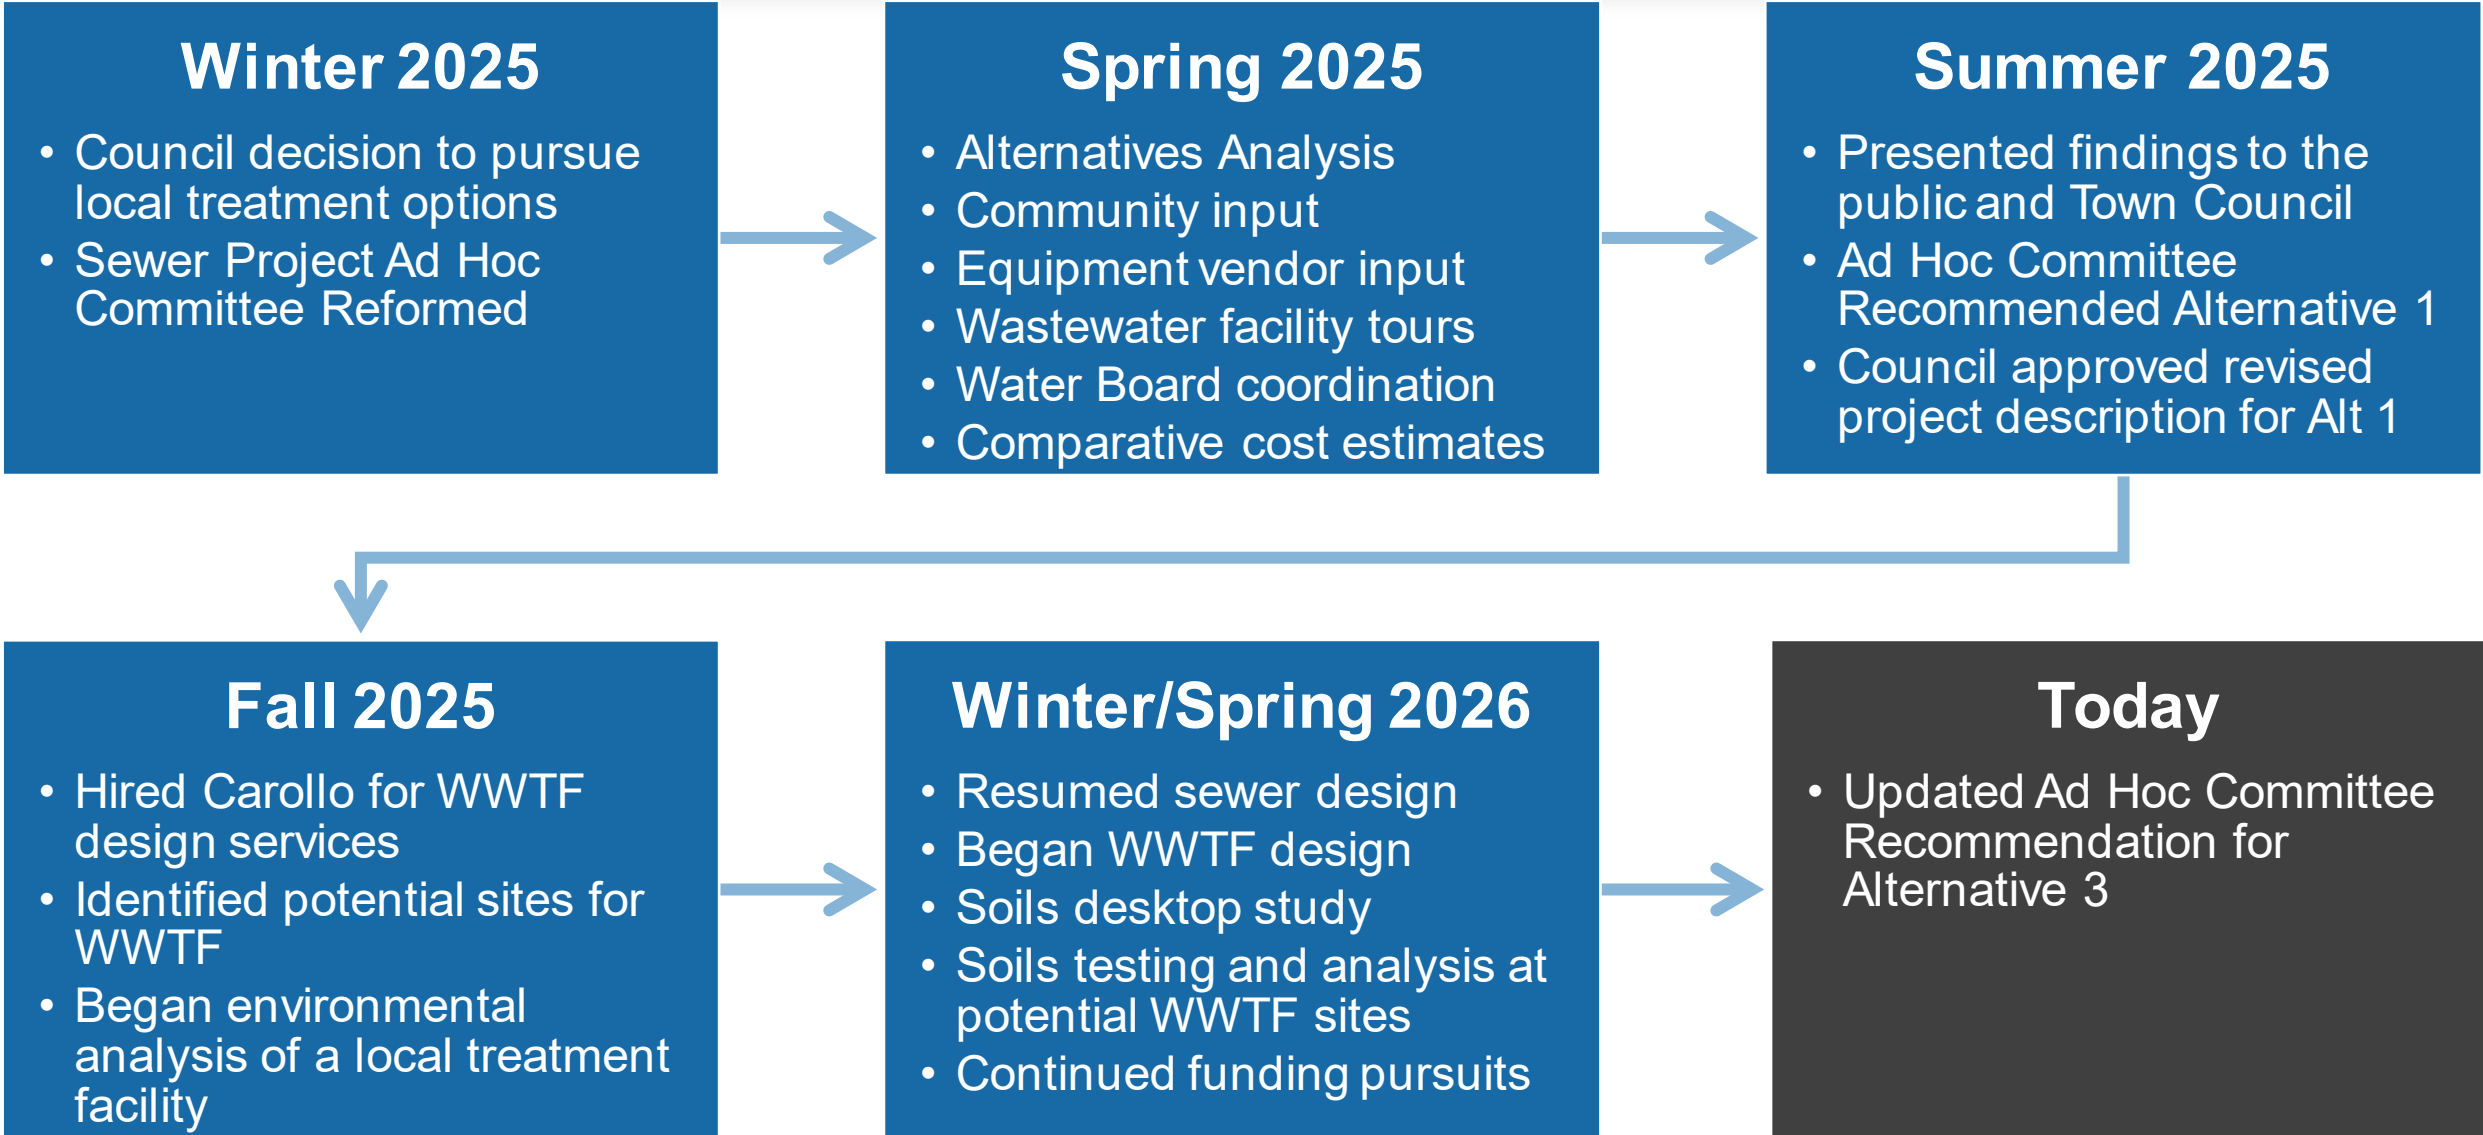 Winter 2025
• Council decision to pursue
local treatment options
• Sewer Project Ad Hoc
Committee Reformed
Spring 2025
• Alternatives Analysis
• Community input
• Equipment vendor input
• Wastewater facility tours
• Water Board coordination
• Comparative cost estimates
Summer 2025
• Presented findings to the
public and Town Council
• Ad Hoc Committee
Recommended Alternative 1
• Council approved revised
project description for Alt 1
Fall 2025
• Hired Carollo for WWTF
design services
• Identified potential sites for
WWTF
• Began environmental
analysis of a local treatment
facility
Winter/Spring 2026
• Resumed sewer design
• Began WWTF design
• Soils desktop study
• Soils testing and analysis at
potential WWTF sites
• Continued funding pursuits
Today
• Updated Ad Hoc Committee
Recommendation for
Alternative 3